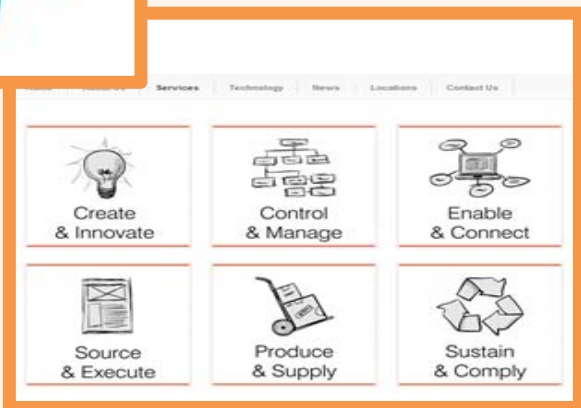 Services Technology News Locations Contact Us
Create
& Innovate
Control
& Manage
Enable
& Connect
Source
& Execute
Produce
& Supply
Sustain
& Comply